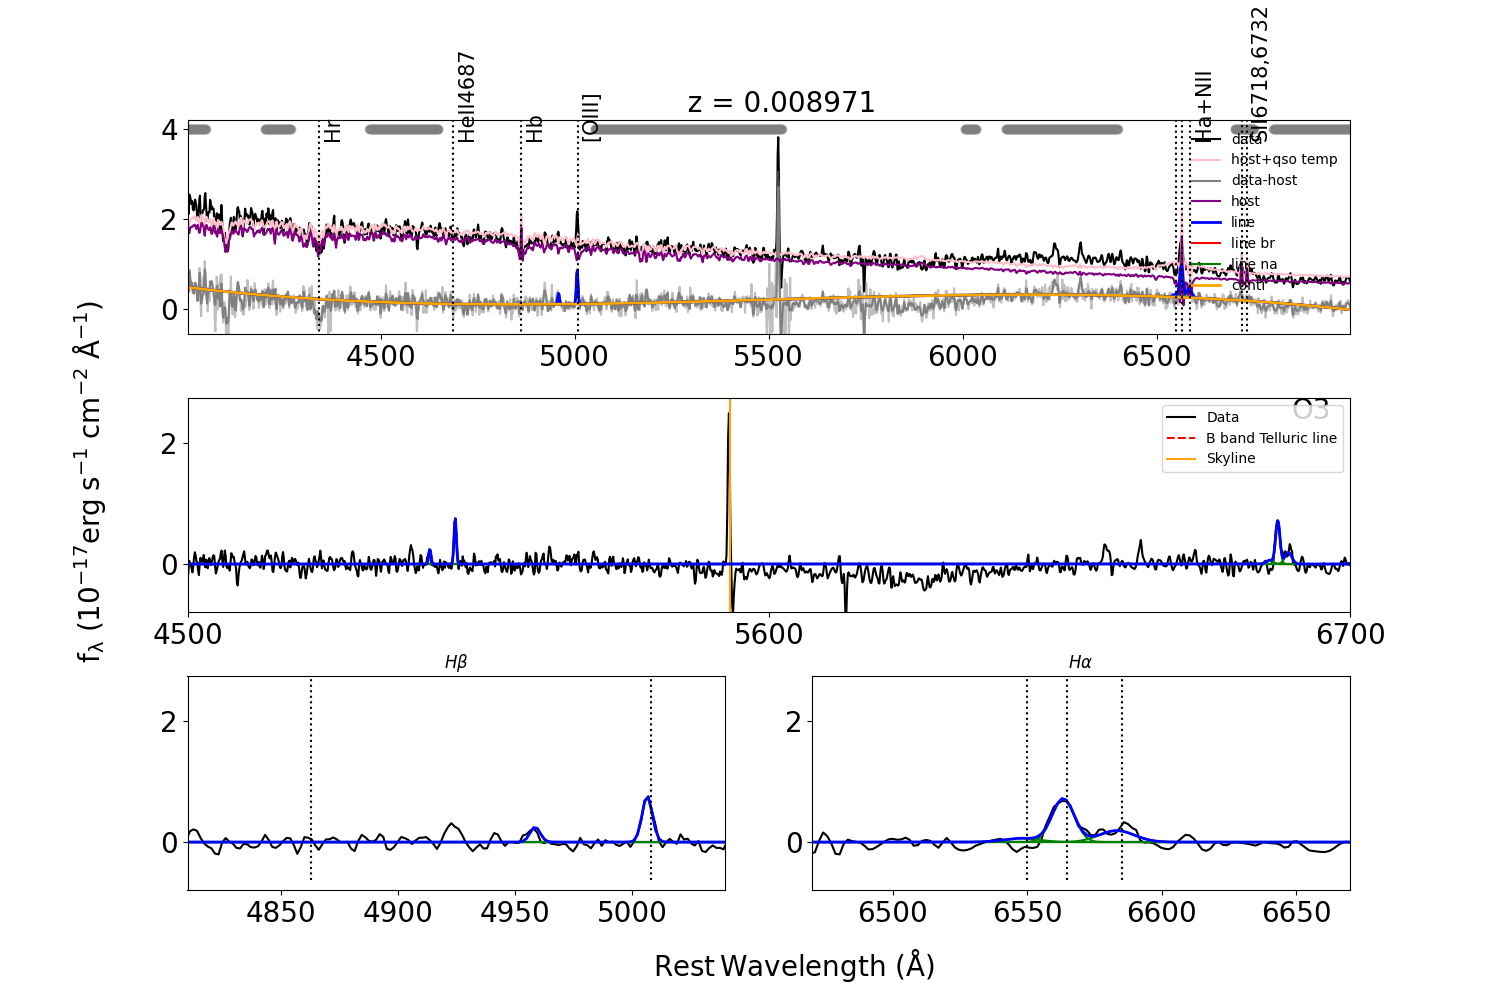 Hr
HeII4687
Hb
[OIII]
Ha+NII
SII6718,6732
z = 0.008971
4
2
0
data
host+qso temp
data-host
host
line
line br
line na
conti
4500
5000
5500
6000
6500
O3
2
0
Data
B band Telluric line
Skyline
4500
5600
6700
fλ (10⁻¹⁷erg s⁻¹ cm⁻² Å⁻¹)
Hβ
2
0
4850
4900
4950
5000
Hα
2
0
6500
6550
6600
6650
Rest Wavelength (Å)